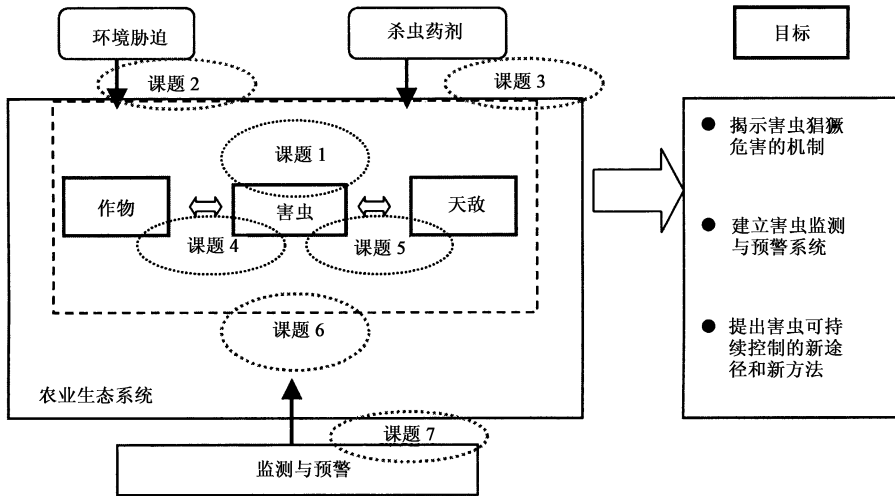 环境胁迫
杀虫药剂
目标
课题 2
课题 3
课题 1
作物
害虫
天敌
课题 4
课题 5
课题 6
农业生态系统
课题 7
监测与预警
● 揭示害虫猖獗
危害的机制
● 建立害虫监测
与预警系统
● 提出害虫可持
续控制的新途
径和新方法